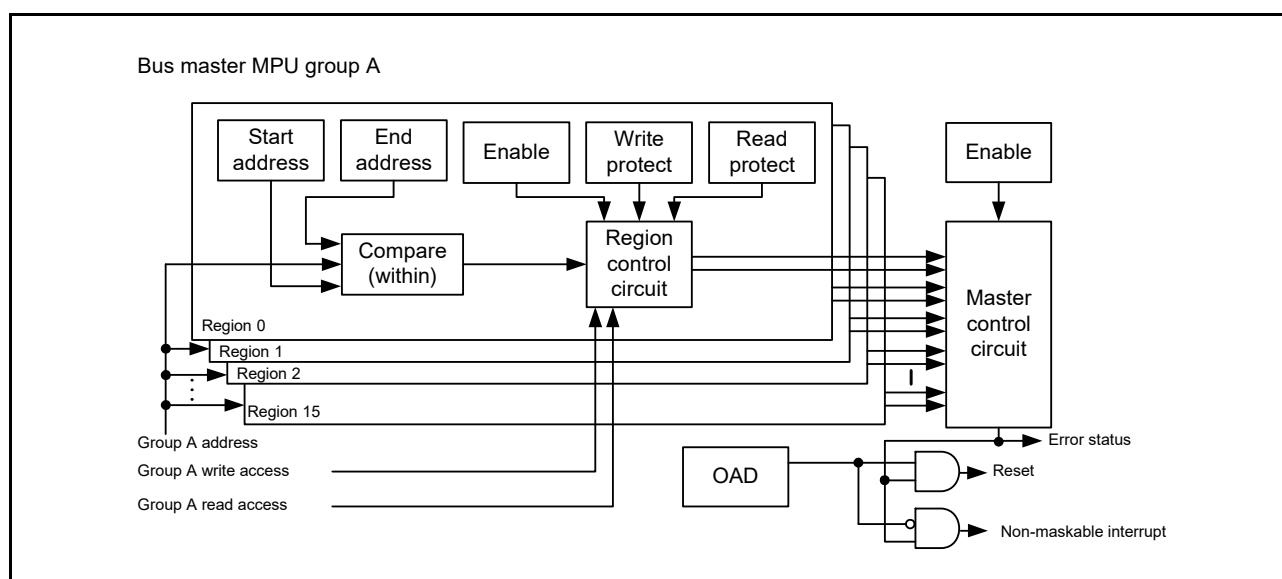 Bus master MPU group A
Start
address
End
address
Enable
Write
protect
Read
protect
Enable
Compare
(within)
Region
control
circuit
Master
control
circuit
Region 0
Region 1
Region 2
Region 15
Group A address
Group A write access
Group A read access
OAD
Error status
Reset
Non-maskable interrupt